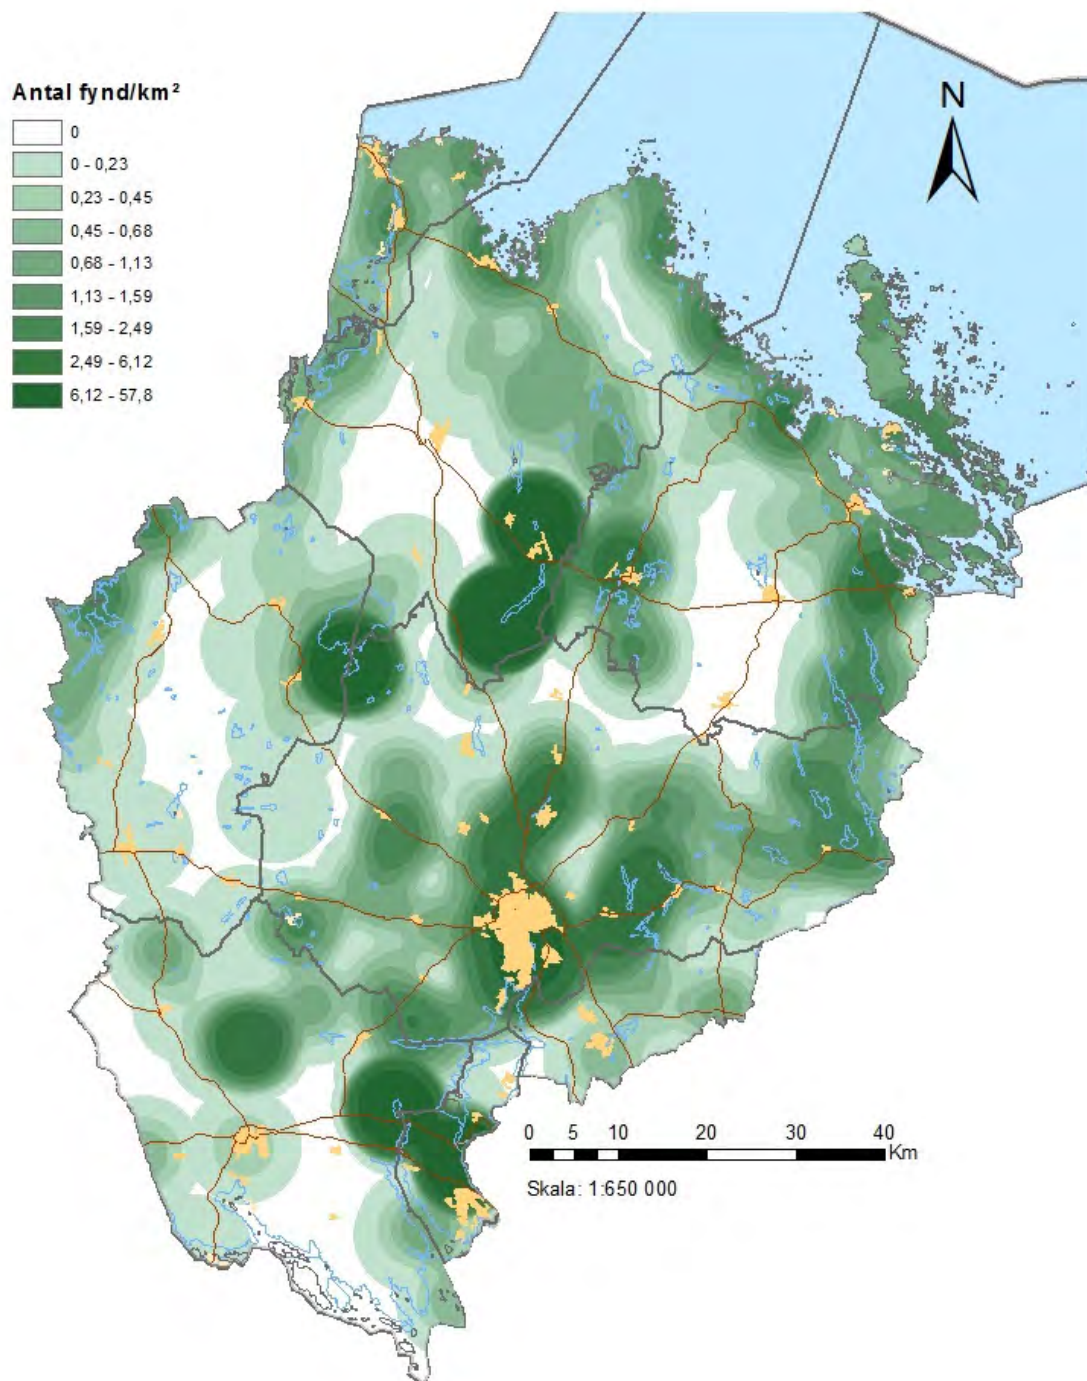 Antal fynd/km²
0
0 - 0,23
0,23 - 0,45
0,45 - 0,68
0,68 - 1,13
1,13 - 1,59
1,59 - 2,49
2,49 - 6,12
6,12 - 57,8
N
0 5 10 20 30 40
Km
Skala: 1:650 000